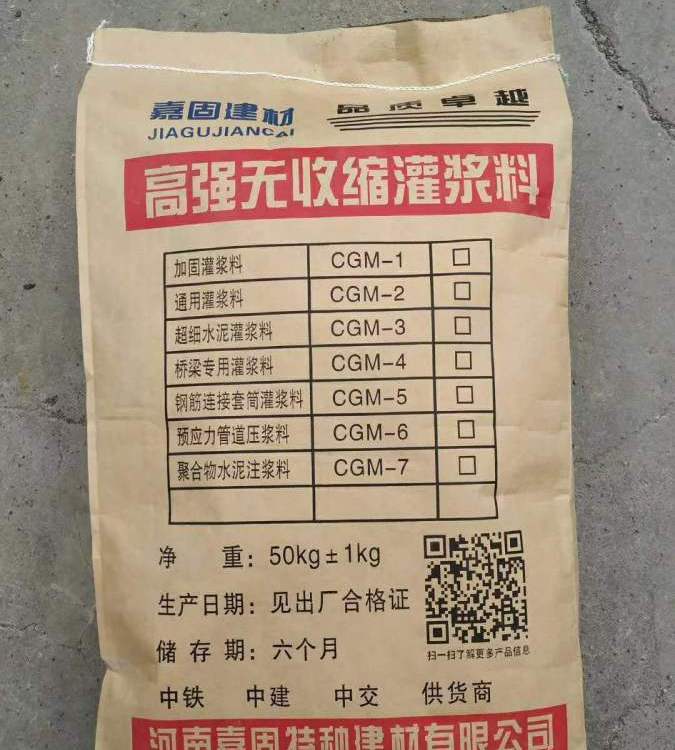 嘉固建材 品质卓越
JIAGUJIANCAI
高强无收缩灌浆料
加固灌浆料 CGM-1 □
通用灌浆料 CGM-2 □
超细水泥灌浆料 CGM-3 □
桥梁专用灌浆料 CGM-4 □
钢筋连接套筒灌浆料 CGM-5 □
预应力管道压浆料 CGM-6 □
聚合物水泥注浆料 CGM-7 □
净 重：50kg±1kg
生产日期：见出厂合格证
储存期：六个月
扫一扫了解更多产品信息
中铁 中建 中交 供货商
河南嘉固特种建材有限公司